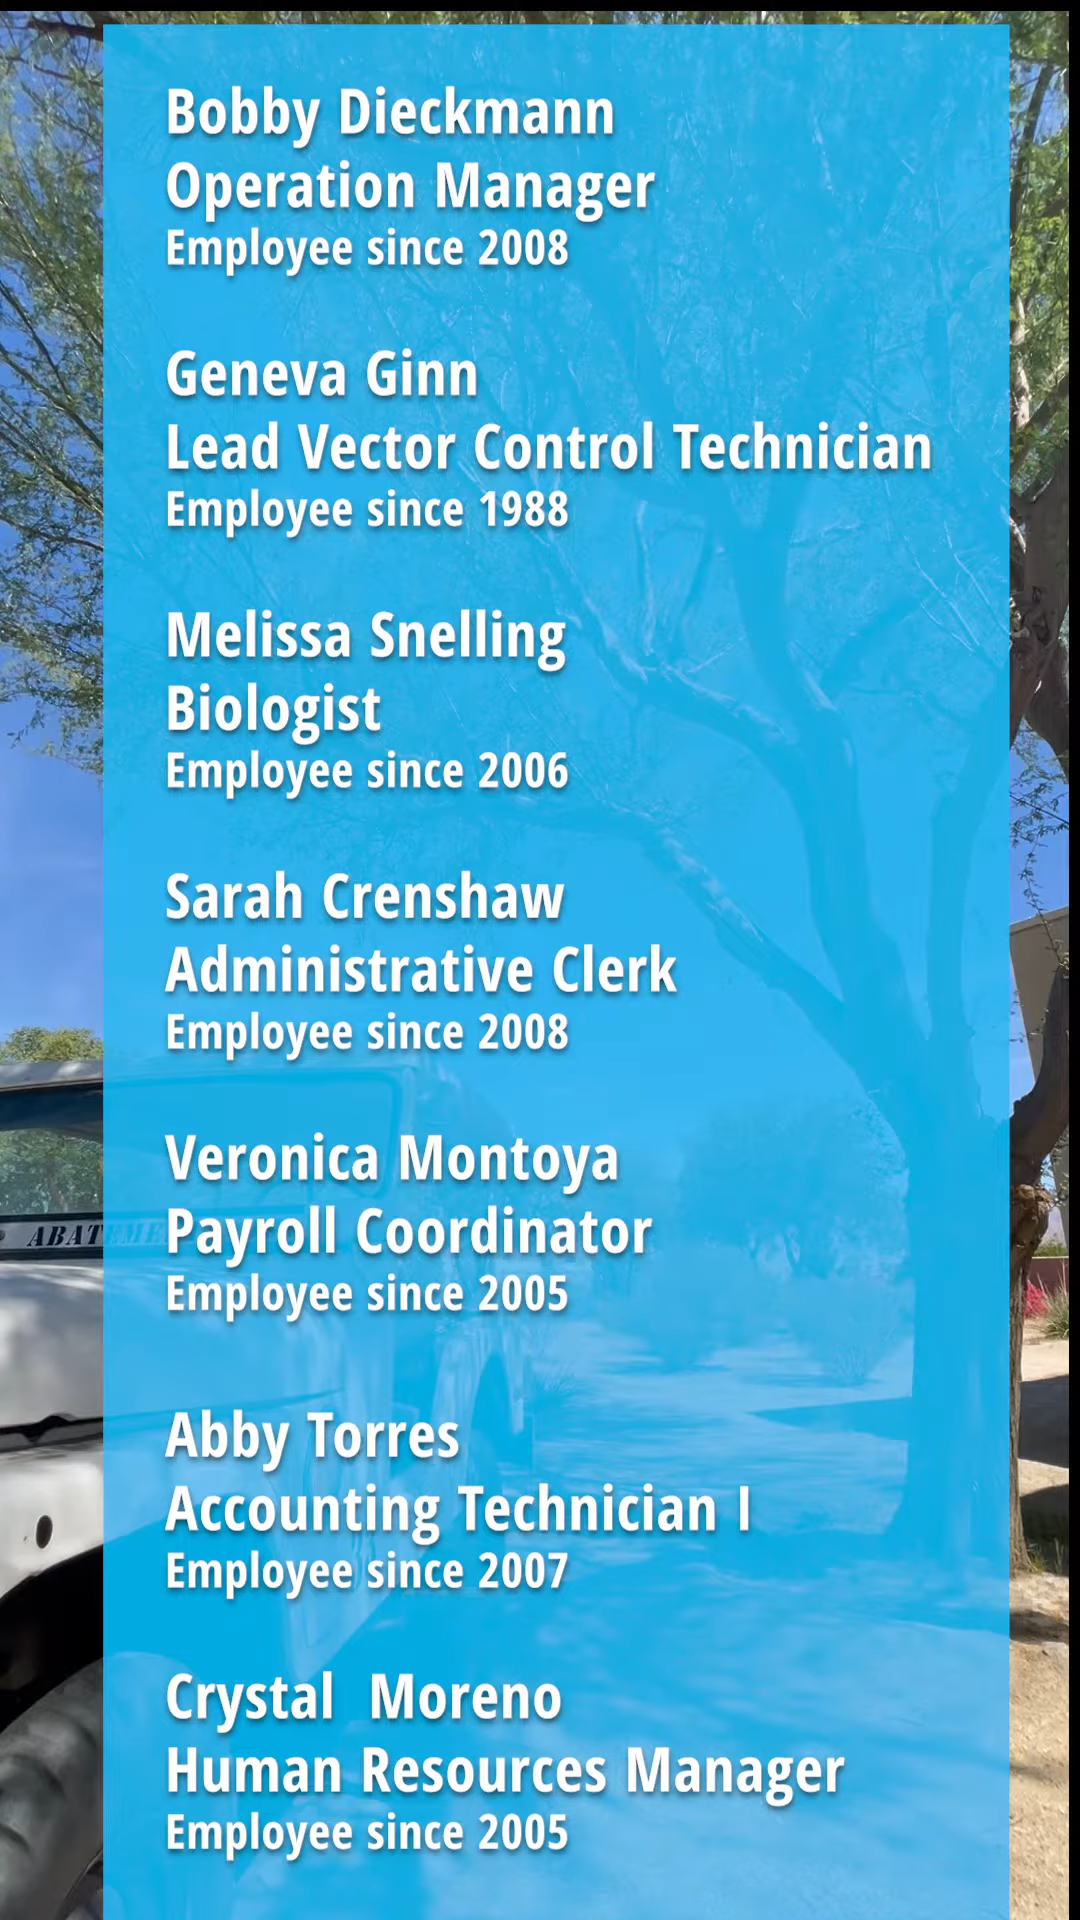 Bobby Dieckmann
Operation Manager
Employee since 2008
Geneva Ginn
Lead Vector Control Technician
Employee since 1988
Melissa Snelling
Biologist
Employee since 2006
Sarah Crenshaw
Administrative Clerk
Employee since 2008
Veronica Montoya
ABATEME
Payroll Coordinator
Employee since 2005
Abby Torres
Accounting Technician I
Employee since 2007
Crystal  Moreno
Human Resources Manager
Employee since 2005